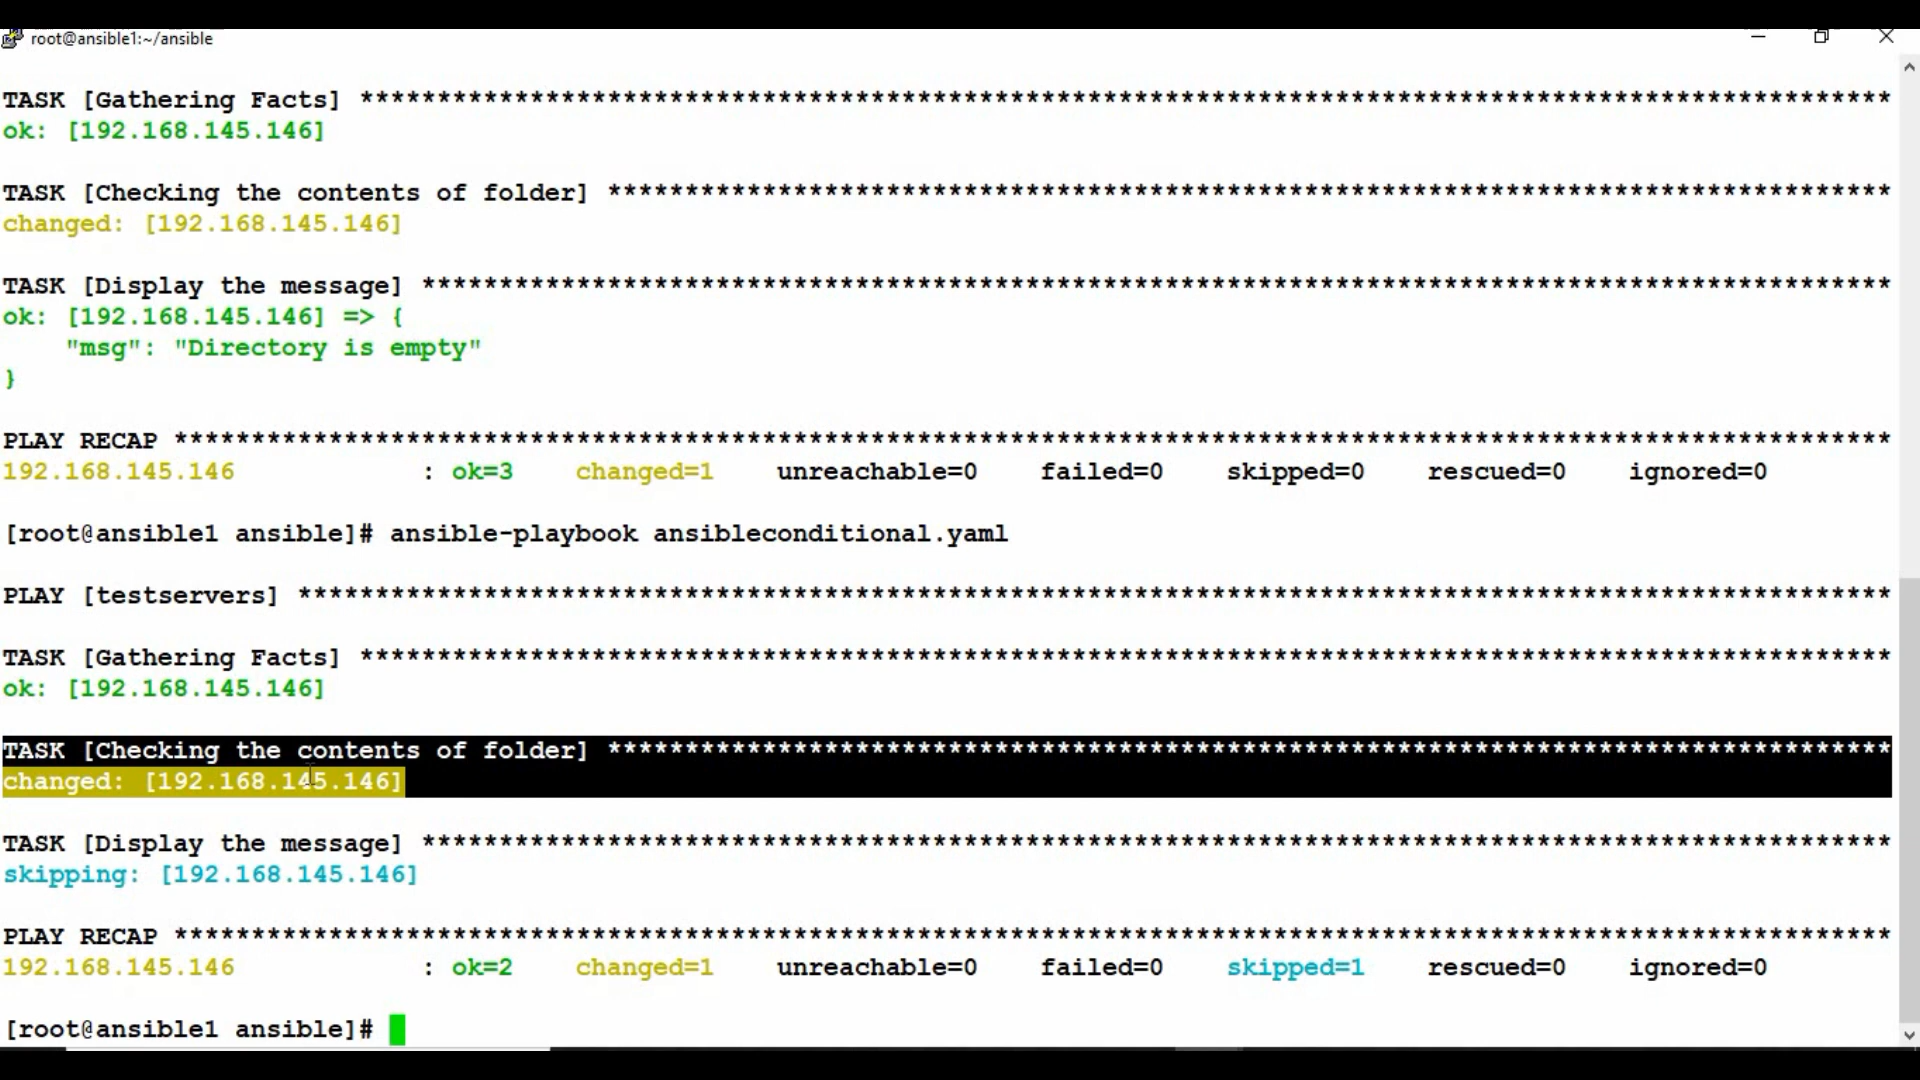 root@ansible1:~/ansible
TASK [Gathering Facts] ***************************************************************************************************
ok: [192.168.145.146]
TASK [Checking the contents of folder] ***********************************************************************************
changed: [192.168.145.146]
TASK [Display the message] ***********************************************************************************************
ok: [192.168.145.146] => {
    "msg": "Directory is empty"
}
PLAY RECAP ***************************************************************************************************************
192.168.145.146            : ok=3    changed=1    unreachable=0    failed=0    skipped=0    rescued=0    ignored=0
[root@ansible1 ansible]# ansible-playbook ansibleconditional.yaml
PLAY [testservers] *******************************************************************************************************
TASK [Gathering Facts] ***************************************************************************************************
ok: [192.168.145.146]
TASK [Checking the contents of folder] ***********************************************************************************
changed: [192.168.145.146]
TASK [Display the message] ***********************************************************************************************
skipping: [192.168.145.146]
PLAY RECAP ***************************************************************************************************************
192.168.145.146            : ok=2    changed=1    unreachable=0    failed=0    skipped=1    rescued=0    ignored=0
[root@ansible1 ansible]#